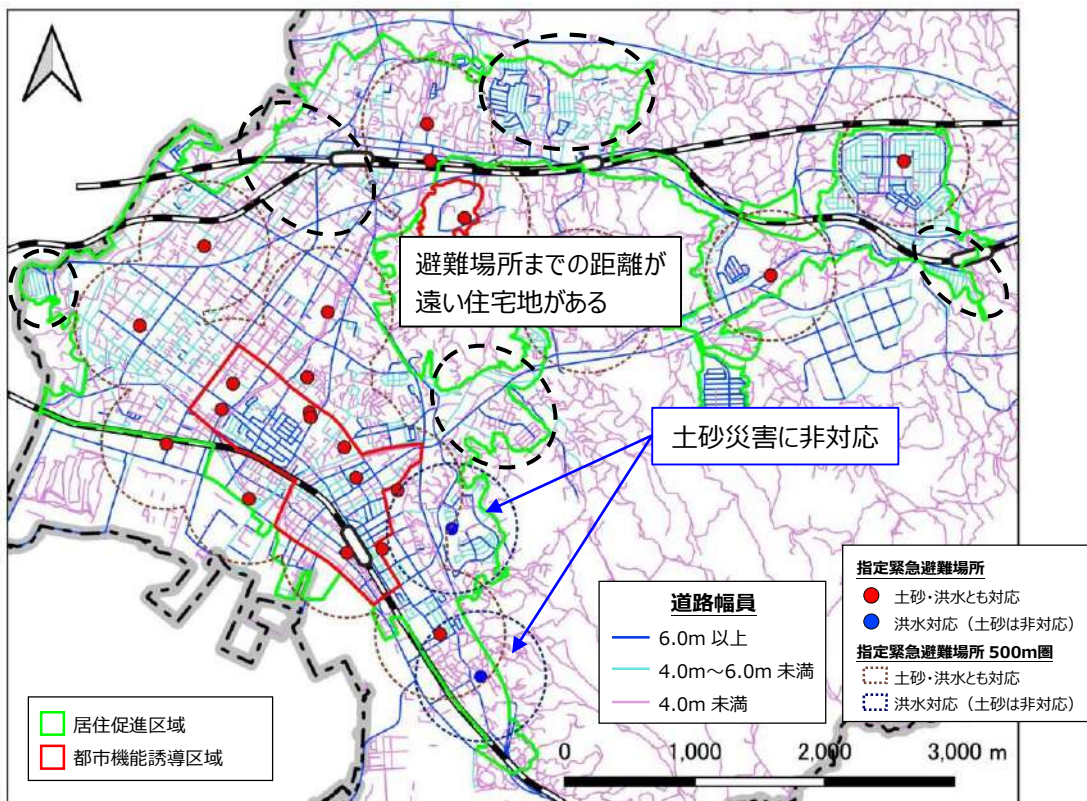 避難場所までの距離が
遠い住宅地がある
土砂災害に非対応
道路幅員
6.0m 以上
4.0m～6.0m 未満
4.0m 未満
指定緊急避難場所
土砂・洪水とも対応
洪水対応（土砂は非対応）
指定緊急避難場所 500m圏
土砂・洪水とも対応
洪水対応（土砂は非対応）
居住促進区域
都市機能誘導区域
0 1,000 2,000 3,000 m